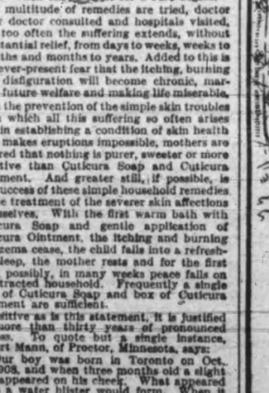 multitude of remedies are tried, doctor
doctor consulted and hospitals visited,
too often the suffering extends, without
tantial relief, from days to weeks, weeks to
ths and months to years. Added to this,
ever-present fear that the itching, burning
disfiguration will become chronic, mar-
future welfare and making life miserable,
the prevention of the simple skin troubles
which all this suffering so often arises
in establishing a condition of skin health
makes eruptions impossible, mothers are
red that nothing is purer, sweeter or more
tive than Cuticura Soap and Cuticura
ment. And greater still, if possible, is
uccess of these simple household remedies
e treatment of the severer skin affections
selves. With the first warm bath with
cura Soap and gentle application of
cura Ointment, the itching and burning
zema cease, the child falls into a refresh-
leep, the mother rests and for the first
possibly, in many weeks peace falls on
tracted household. Frequently a single
of Cuticura Soap and box of Cuticura
ment are sufficient.
sitive as is this statement, it is justified
more than thirty years of pronounced
ss. To quote but a single instance,
rt Mann, of Proctor, Minnesota, says:
ur boy was born in Toronto on Oct.
908, and when three months old a slight
appeared on his cheek. What appeared
a water blister would form. When it